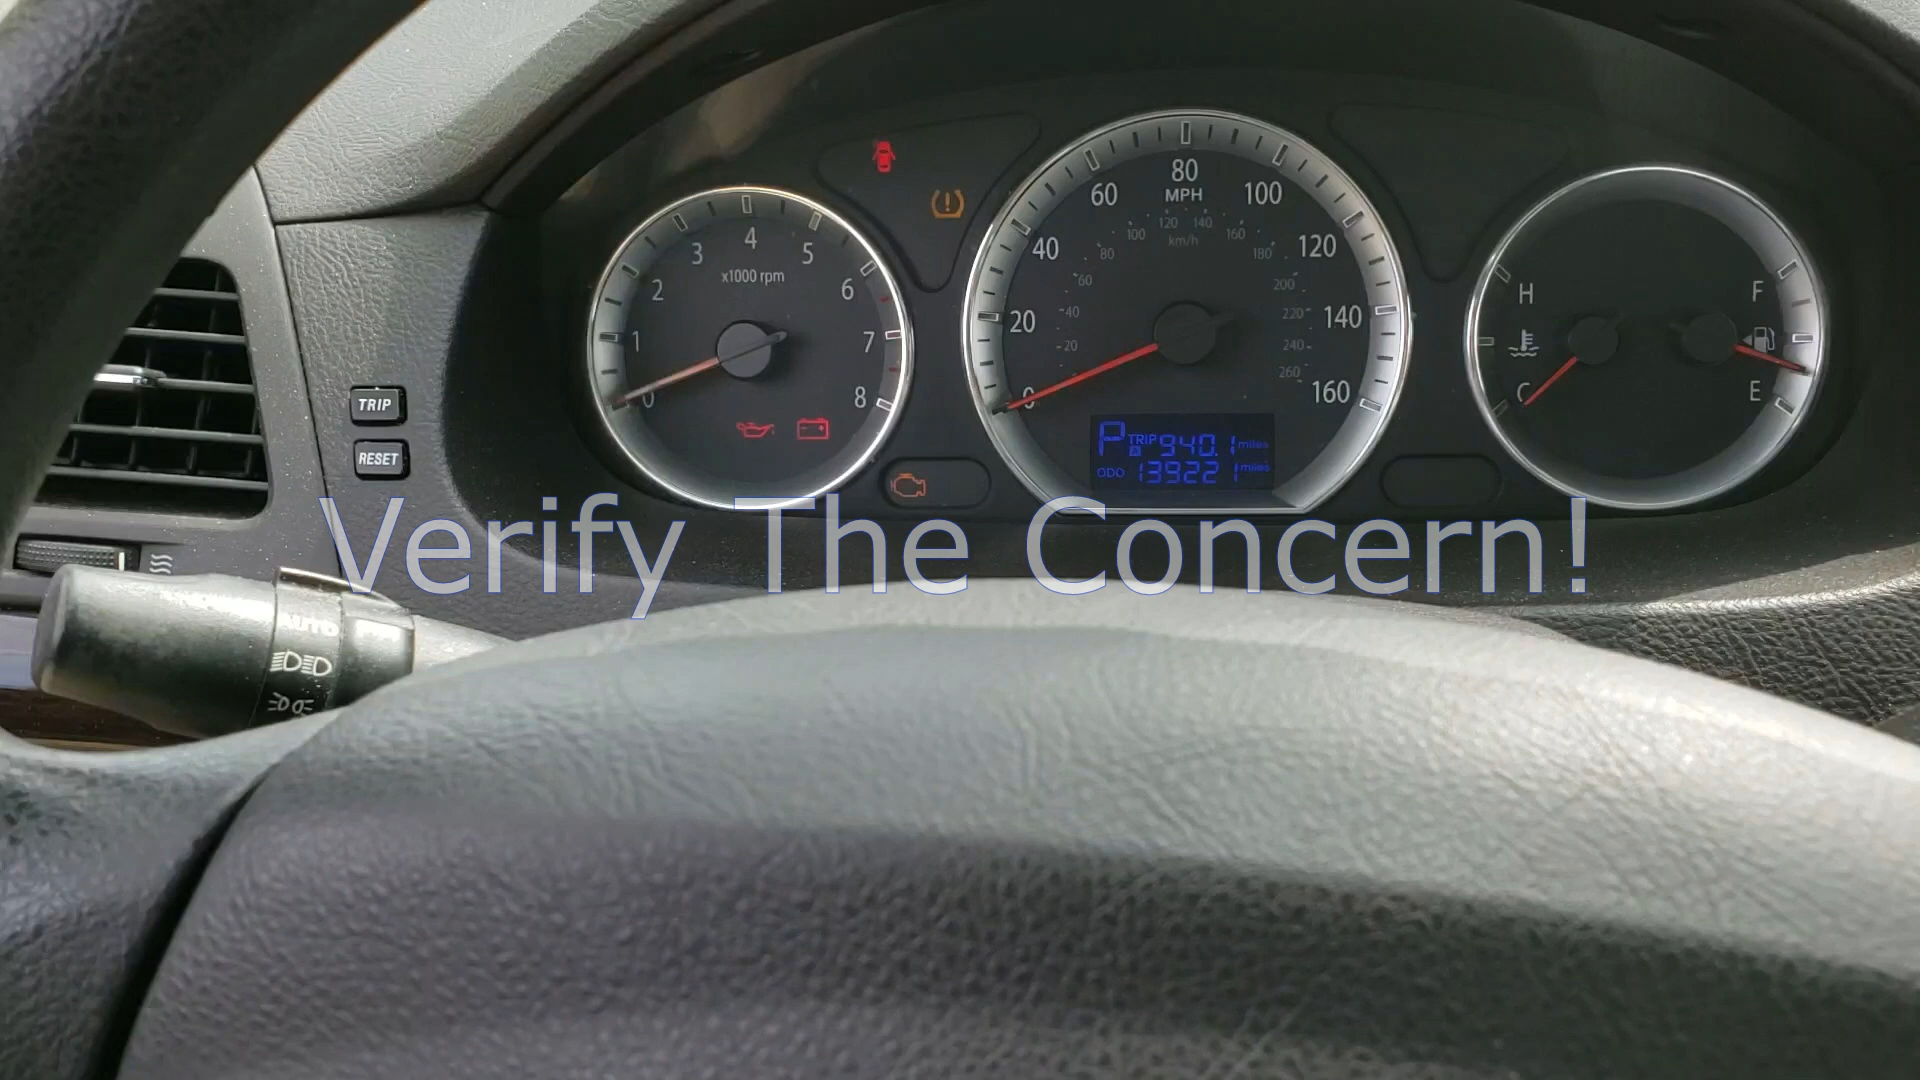 TRIP
RESET
AUTO
1
2
3
4
5
6
7
8
0
x1000 rpm
0
20
40
60
80
100
120
140
160
MPH
20
40
60
80
100
120
140
160
180
200
220
240
260
km/h
P TRIP A 940.1 miles
ODO 139221 miles
H
C
F
E
Verify The Concern!